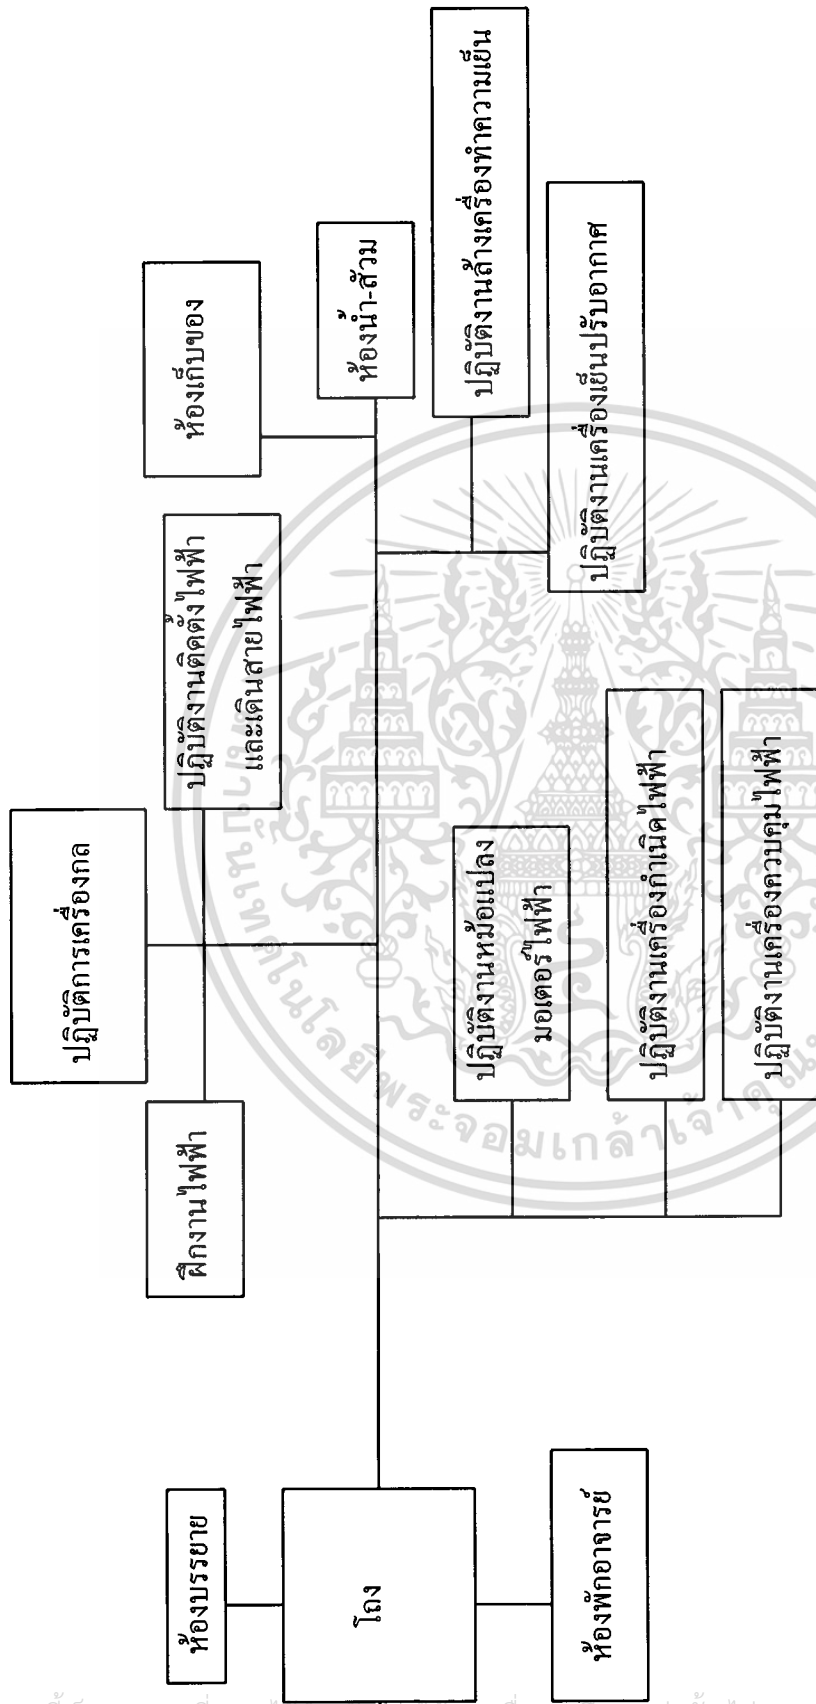 ปฏิบัติการเครื่องกล
ห้องเก็บของ
ฝึกงานไฟฟ้า
ปฏิบัติงานติดตั้งไฟฟ้า
และเดินสายไฟฟ้า
ห้องบรรยาย
ห้องน้ำ-ส้วม
โถง
ปฏิบัติงานล้างเครื่องทำความเย็น
ปฏิบัติงานหม้อแปลง
มอเตอร์ไฟฟ้า
ห้องพักอาจารย์
ปฏิบัติงานเครื่องเย็นปรับอากาศ
ปฏิบัติงานเครื่องกำเนิดไฟฟ้า
ปฏิบัติงานเครื่องควบคุมไฟฟ้า